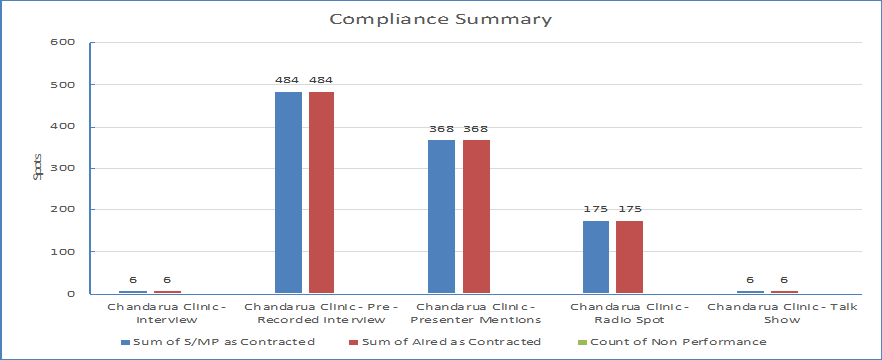 Compliance Summary
600
500
400
300
200
100
0
Spots
6 6
484 484
368 368
175 175
6 6
Chandarua Clinic - Interview
Chandarua Clinic - Pre - Recorded Interview
Chandarua Clinic - Presenter Mentions
Chandarua Clinic - Radio Spot
Chandarua Clinic - Talk Show
Sum of S/MP as Contracted
Sum of Aired as Contracted
Count of Non Performance